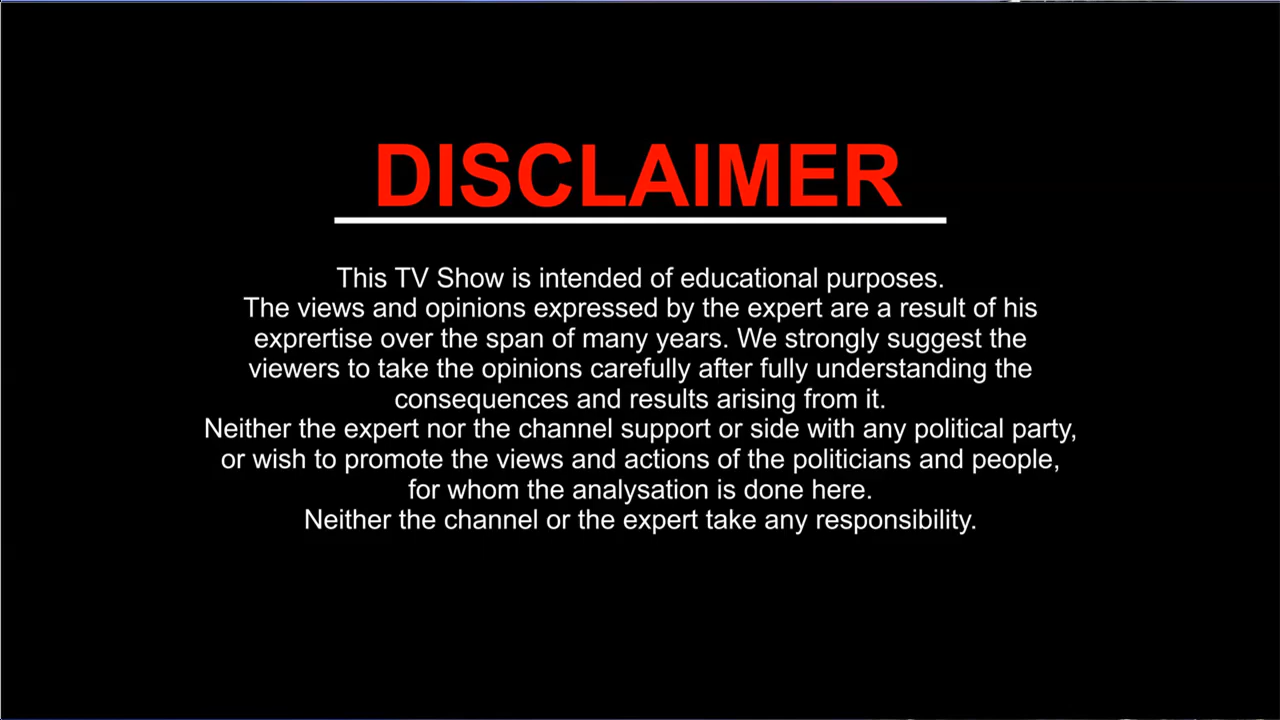 DISCLAIMER
This TV Show is intended of educational purposes.
The views and opinions expressed by the expert are a result of his
exprertise over the span of many years. We strongly suggest the
viewers to take the opinions carefully after fully understanding the
consequences and results arising from it.
Neither the expert nor the channel support or side with any political party,
or wish to promote the views and actions of the politicians and people,
for whom the analysation is done here.
Neither the channel or the expert take any responsibility.